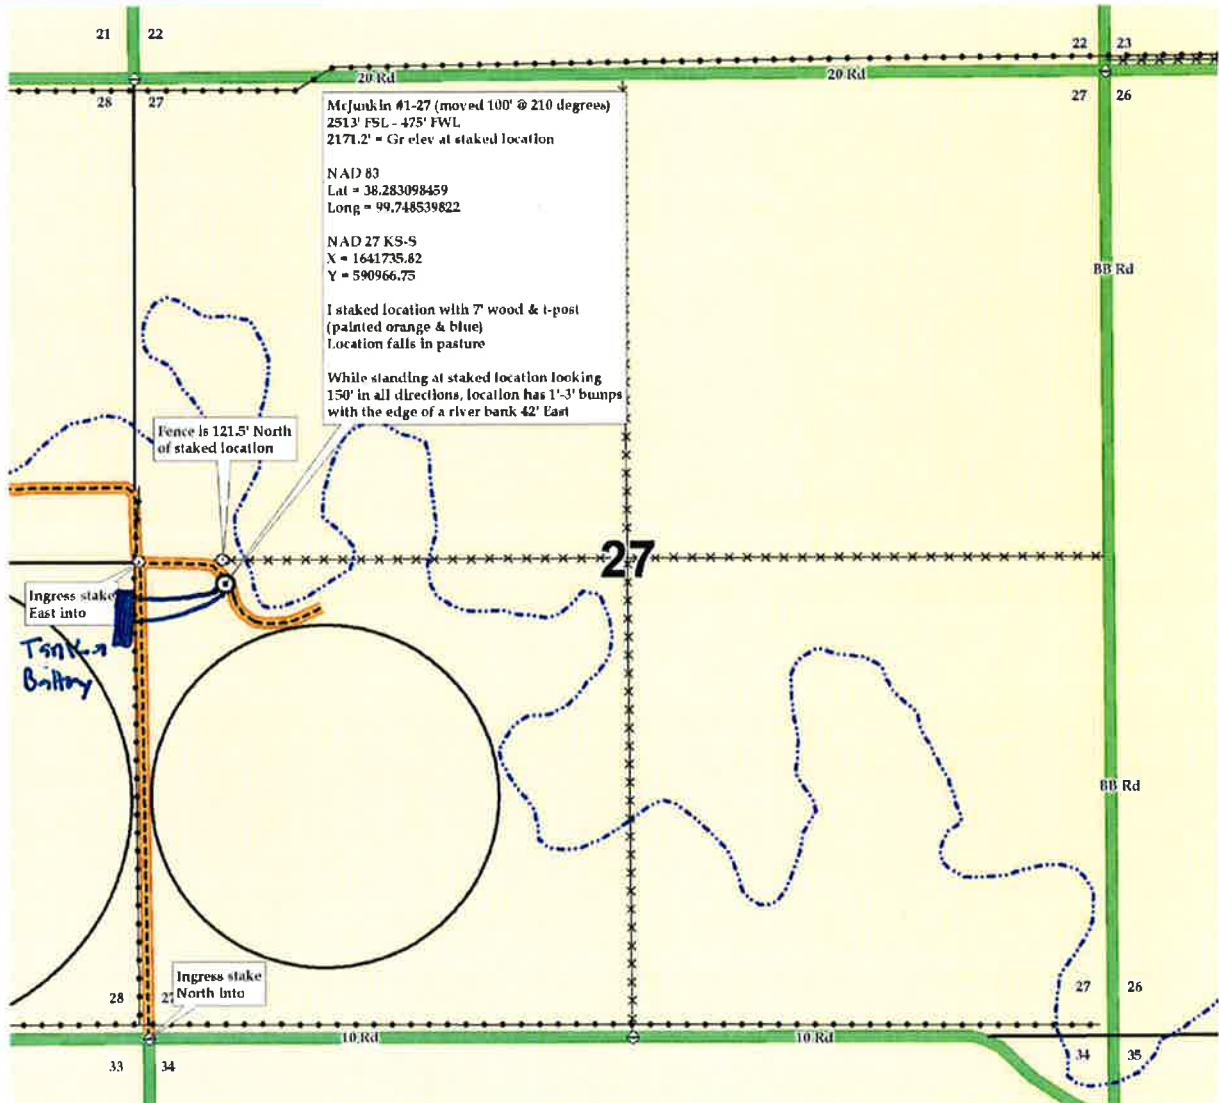 21 22
22 23
20 Rd
20 Rd
28 27
27 26
McJunkin #1-27 (moved 100' @ 210 degrees)
2513' FSL - 475' FWL
2171.2' = Gr elev at staked location
NAD 83
Lat = 38.283098459
Long = 99.748539822
NAD 27 KS-S
X = 1641735.82
Y = 590966.75
I staked location with 7' wood & t-post
(painted orange & blue)
Location falls in pasture
While standing at staked location looking
150' in all directions, location has 1'-3' bumps
with the edge of a river bank 42' East
BB Rd
Fence is 121.5' North
of staked location
27
Ingress stake
East into
Tank
Battery
BB Rd
Ingress stake
North into
28 27
27 26
10 Rd
10 Rd
33 34
34 35